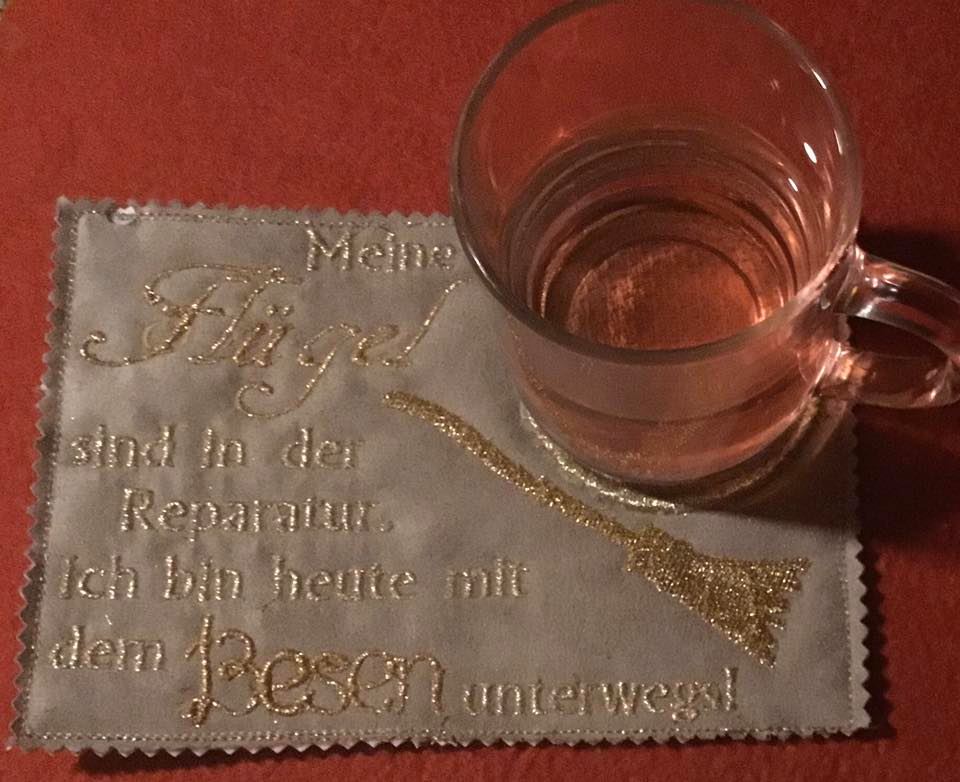 Meine
Flügel
sind in der
Reparatur.
Ich bin heute mit
dem Besen unterwegs!